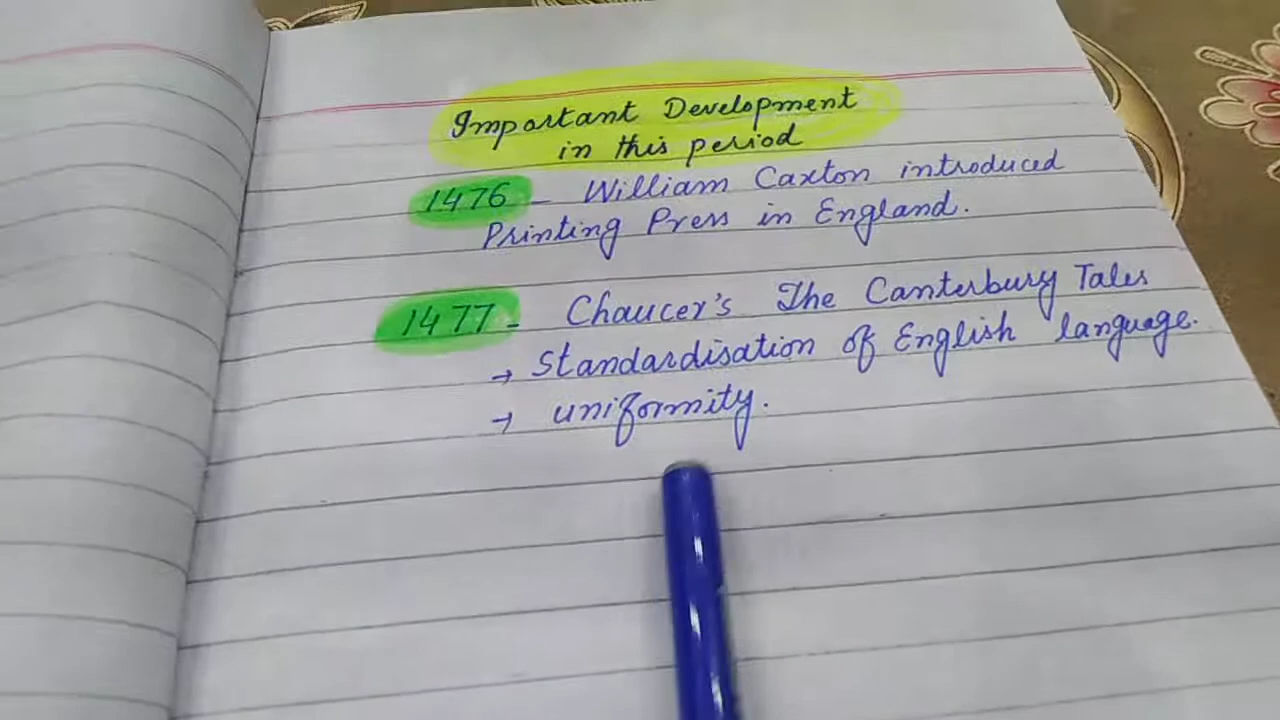 Important Development
in this period
1476 - William Caxton introduced
Printing Press in England.
1477 - Chaucer's The Canterbury Tales
→ Standardisation of English language.
→ uniformity.